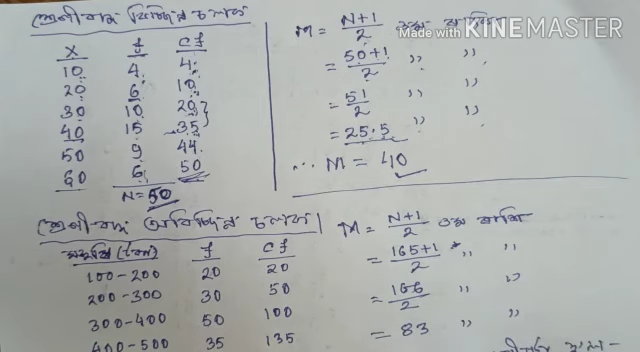 শ্রেণীবদ্ধ বিচ্ছিন্ন চলক
X f cf
10 4 4
20 6 10
30 10 20
40 15 35
50 9 44
60 6 50
N = 50
M = N+1/2 তম রাশির
Made with KINEMASTER
= 50+1/2 ,, ,,
= 51/2 ,, ,,
= 25.5 ,, ,,
∴ M = 40
শ্রেণীবদ্ধ অবিচ্ছিন্ন চলক
f cf
100-200 20 20
200-300 30 50
300-400 50 100
400-500 35 135
M = N+1/2 তম রাশি
= 165+1/2 ,, ,,
= 166/2 ,, ,,
= 83 ,, ,,